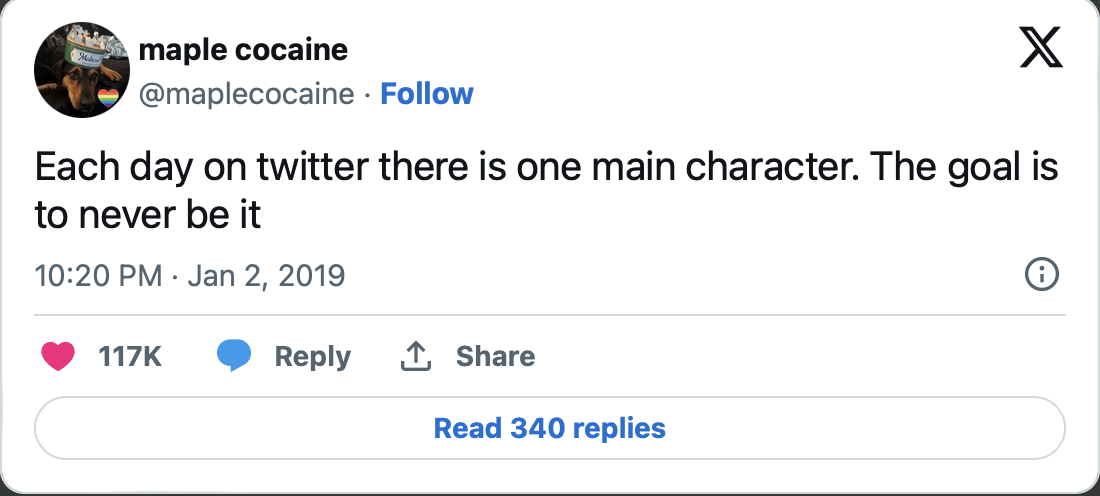 maple cocaine
@maplecocaine · Follow
Each day on twitter there is one main character. The goal is
to never be it
10:20 PM · Jan 2, 2019
117K Reply Share
Read 340 replies